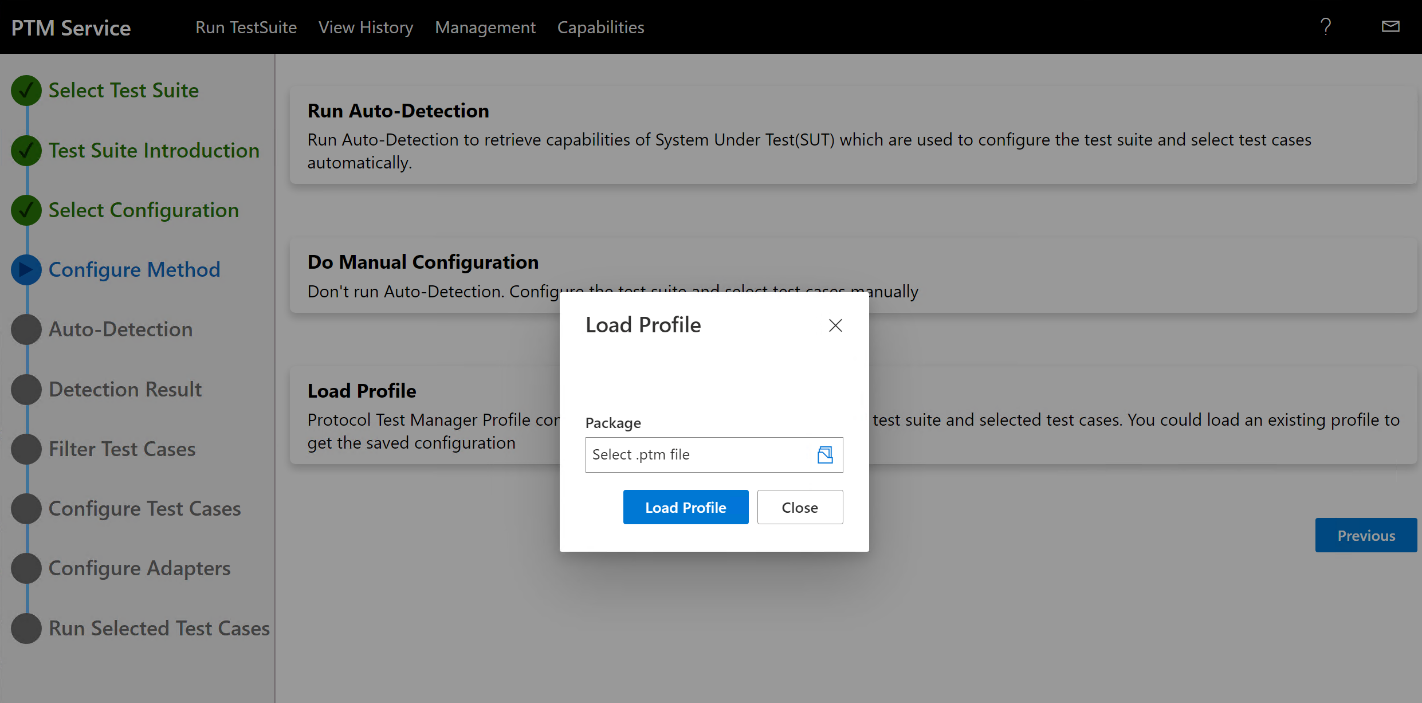 PTM Service
Run TestSuite
View History
Management
Capabilities
?
Select Test Suite
Test Suite Introduction
Select Configuration
Configure Method
Auto-Detection
Detection Result
Filter Test Cases
Configure Test Cases
Configure Adapters
Run Selected Test Cases
Run Auto-Detection
Run Auto-Detection to retrieve capabilities of System Under Test(SUT) which are used to configure the test suite and select test cases
automatically.
Do Manual Configuration
Don't run Auto-Detection. Configure the test suite and select test cases manually
Load Profile
Protocol Test Manager Profile con
test suite and selected test cases. You could load an existing profile to
get the saved configuration
Load Profile
Package
Select .ptm file
Load Profile
Close
Previous